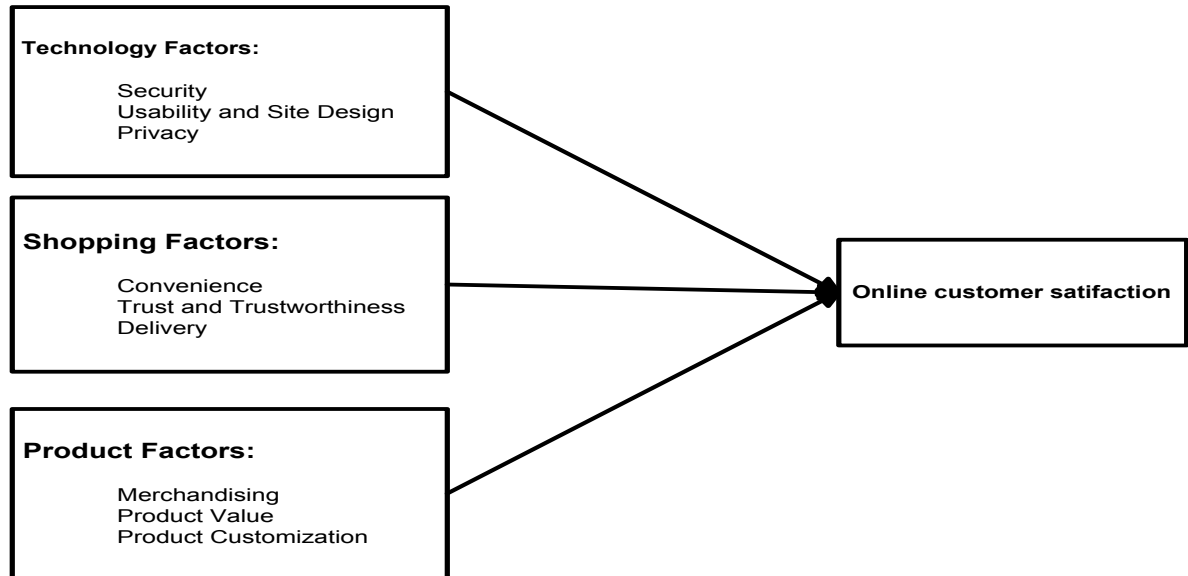 Technology Factors:
Security
Usability and Site Design
Privacy
Shopping Factors:
Convenience
Trust and Trustworthiness
Delivery
Product Factors:
Merchandising
Product Value
Product Customization
Online customer satifaction